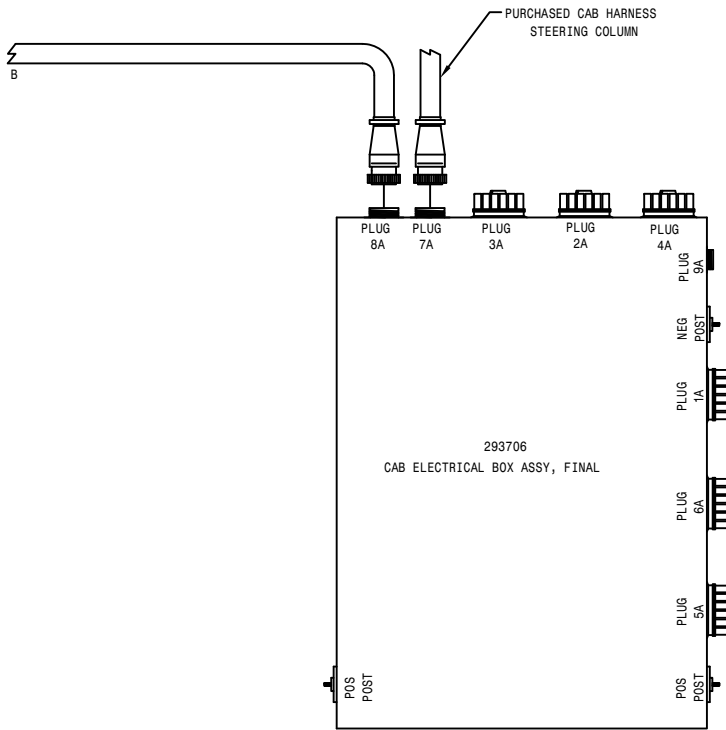 PURCHASED CAB HARNESS
STEERING COLUMN
B
PLUG
8A
PLUG
7A
PLUG
3A
PLUG
2A
PLUG
4A
PLUG
9A
NEG
POST
PLUG
1A
293706
CAB ELECTRICAL BOX ASSY, FINAL
PLUG
6A
PLUG
5A
POS
POST
POS
POST